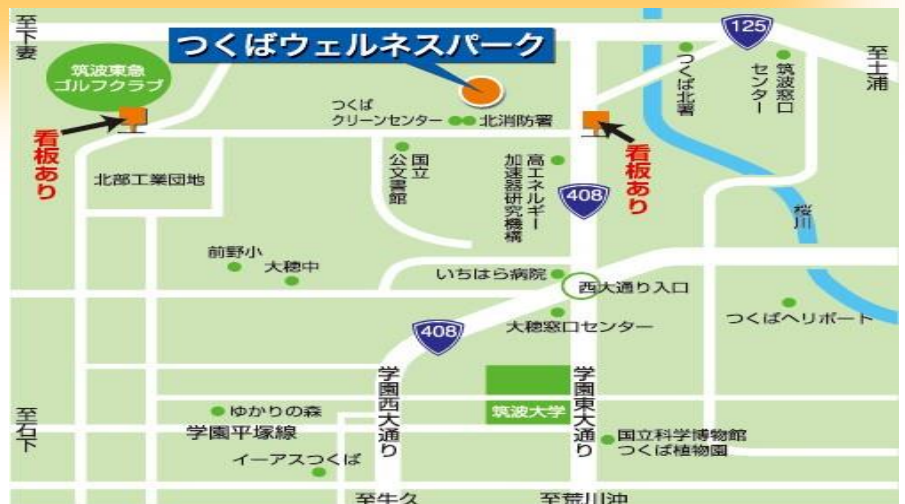 至下妻
つくばウェルネスパーク
125
至土浦
筑波東急
ゴルフクラブ
つくば
クリーンセンター
北消防署
つくば北署
筑波窓口
センター
看板あり
看板あり
北部工業団地
国立
公文書館
高エネルギー
加速器研究機構
408
桜川
前野小
大穂中
いちはら病院
西大通り入口
408
大穂窓口センター
つくばヘリポート
学園西大通り
学園東大通り
至石下
ゆかりの森
学園平塚線
イーアスつくば
筑波大学
国立科学博物館
つくば植物園
至牛久
至荒川沖